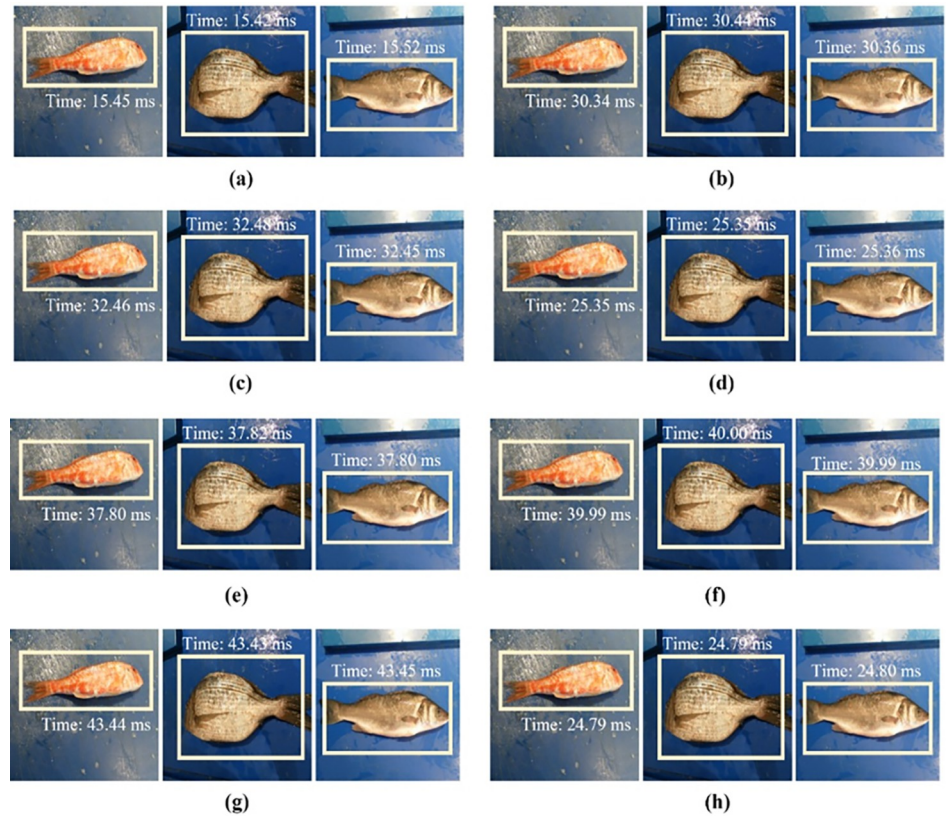 Time: 15.45 ms
Time: 15.42 ms
Time: 15.52 ms
(a)
Time: 30.34 ms
Time: 30.44 ms
Time: 30.36 ms
(b)
Time: 32.46 ms
Time: 32.48 ms
Time: 32.45 ms
(c)
Time: 25.35 ms
Time: 25.35 ms
Time: 25.36 ms
(d)
Time: 37.80 ms
Time: 37.82 ms
Time: 37.80 ms
(e)
Time: 39.99 ms
Time: 40.00 ms
Time: 39.99 ms
(f)
Time: 43.44 ms
Time: 43.43 ms
Time: 43.45 ms
(g)
Time: 24.79 ms
Time: 24.79 ms
Time: 24.80 ms
(h)